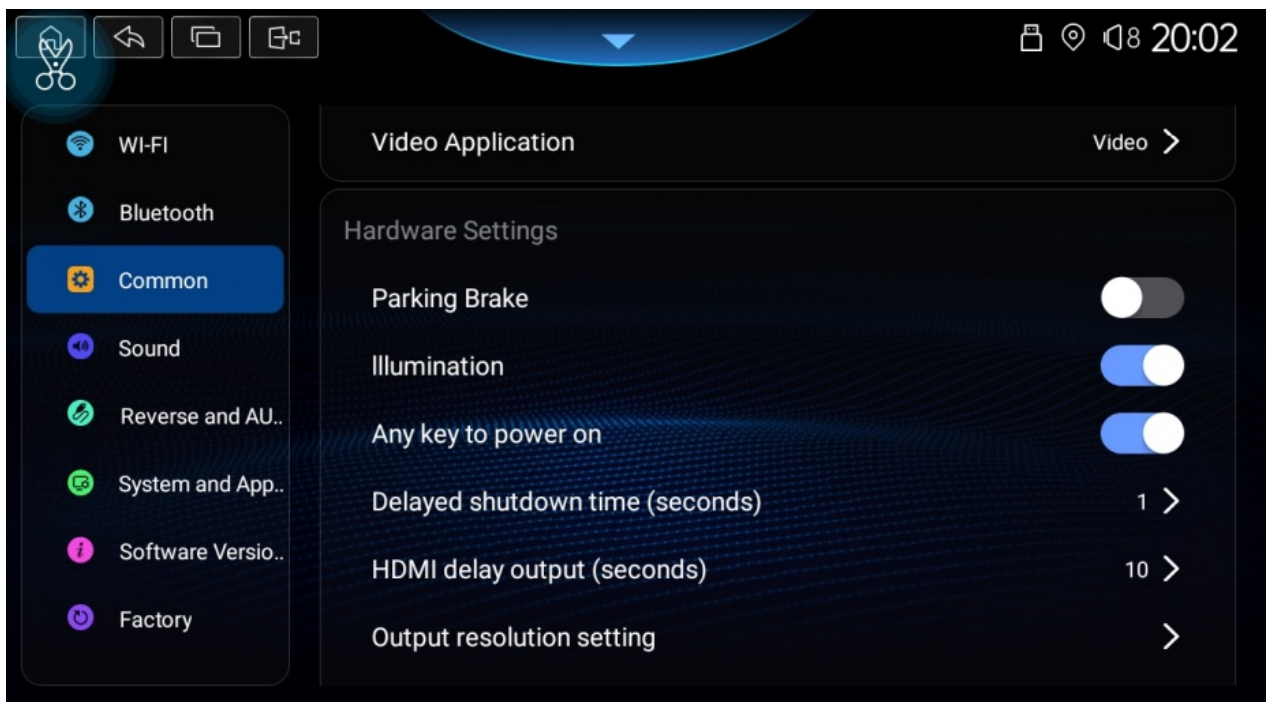 8 20:02
WI-FI
Bluetooth
Common
Sound
Reverse and AU..
System and App..
Software Versio..
Factory
Video Application Video
Hardware Settings
Parking Brake
Illumination
Any key to power on
Delayed shutdown time (seconds) 1
HDMI delay output (seconds) 10
Output resolution setting